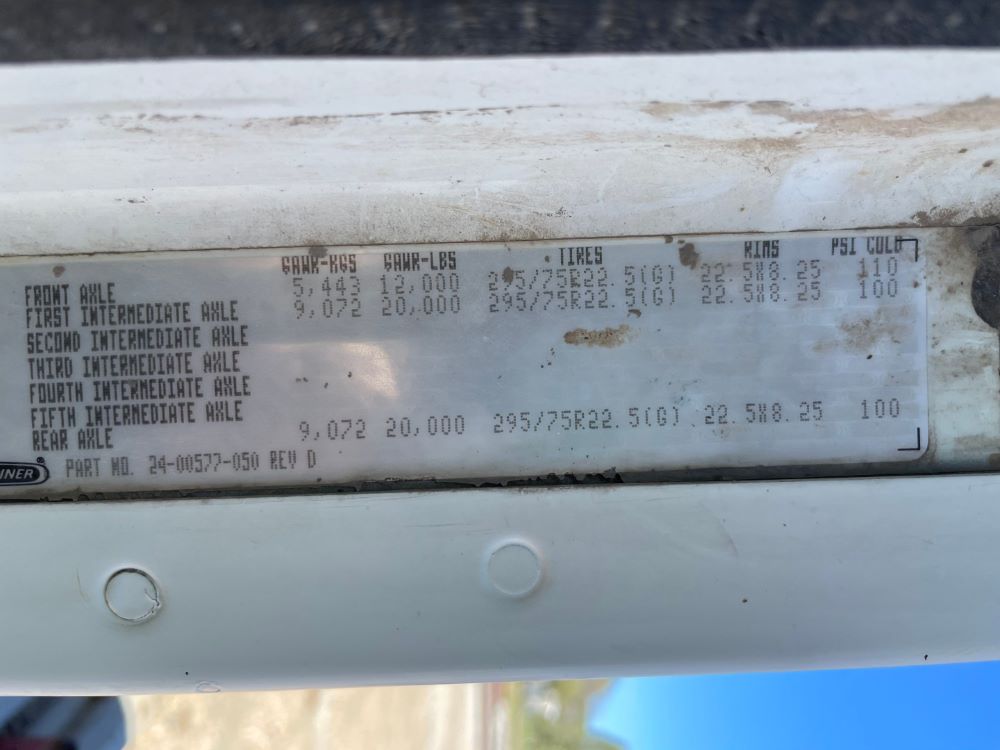 GAWR-KGS GAWR-LBS TIRES RIMS PSI COLD
FRONT AXLE 5,443 12,000 295/75R22.5(G) 22.5X8.25 110
FIRST INTERMEDIATE AXLE 9,072 20,000 295/75R22.5(G) 22.5X8.25 100
SECOND INTERMEDIATE AXLE
THIRD INTERMEDIATE AXLE
FOURTH INTERMEDIATE AXLE
FIFTH INTERMEDIATE AXLE
REAR AXLE 9,072 20,000 295/75R22.5(G) 22.5X8.25 100
INER PART NO. 24-00577-050 REV D